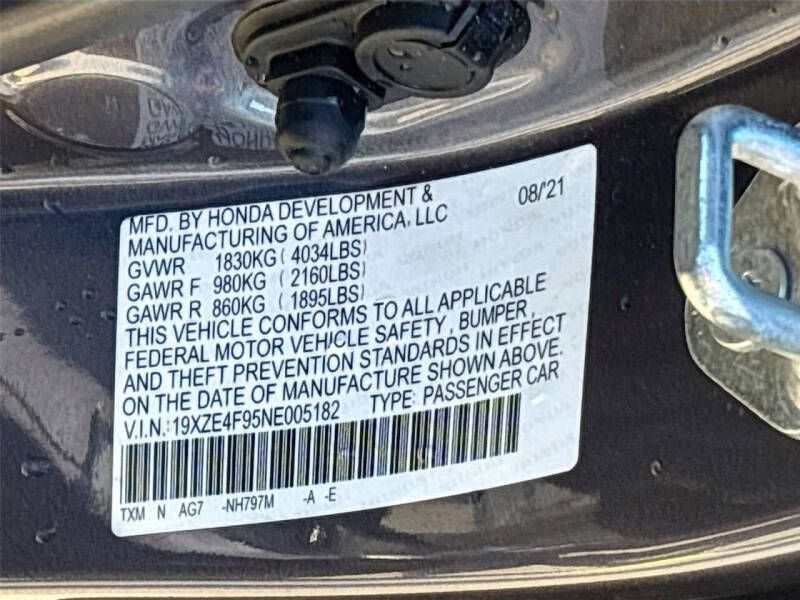 MFD. BY HONDA DEVELOPMENT & 08/'21
MANUFACTURING OF AMERICA, LLC
GVWR 1830KG ( 4034LBS)
GAWR F 980KG ( 2160LBS)
GAWR R 860KG ( 1895LBS)
THIS VEHICLE CONFORMS TO ALL APPLICABLE
FEDERAL MOTOR VEHICLE SAFETY, BUMPER,
AND THEFT PREVENTION STANDARDS IN EFFECT
ON THE DATE OF MANUFACTURE SHOWN ABOVE.
V.I.N.:19XZE4F95NE005182 TYPE: PASSENGER CAR
TXM N AG7 -NH797M -A -E